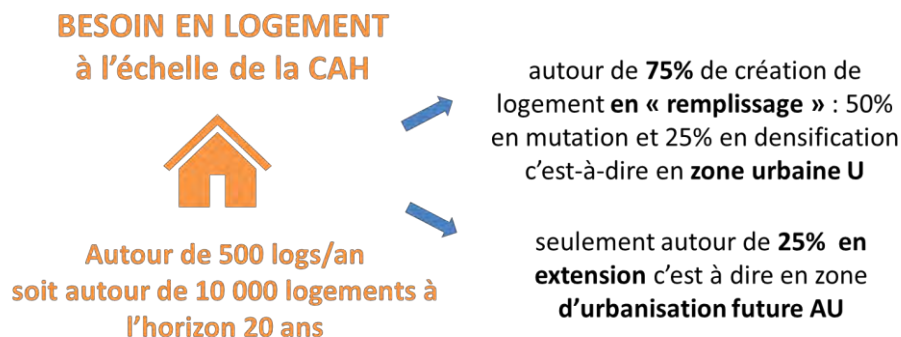 BESOIN EN LOGEMENT
à l'échelle de la CAH
Autour de 500 logs/an
soit autour de 10 000 logements à
l'horizon 20 ans
autour de 75% de création de
logement en « remplissage » : 50%
en mutation et 25% en densification
c'est-à-dire en zone urbaine U
seulement autour de 25% en
extension c'est à dire en zone
d'urbanisation future AU